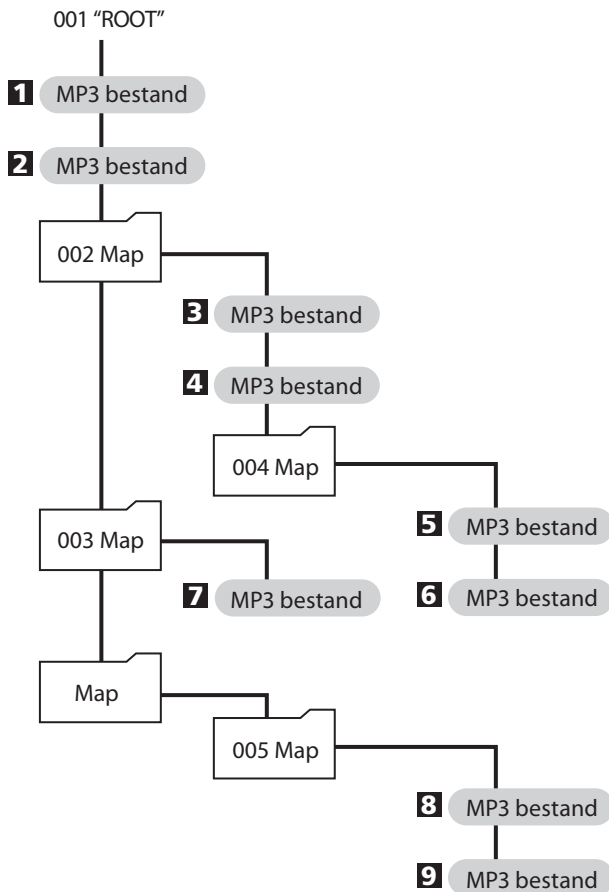 001 “ROOT”
1 MP3 bestand
2 MP3 bestand
002 Map
3 MP3 bestand
4 MP3 bestand
004 Map
5 MP3 bestand
003 Map
7 MP3 bestand
6 MP3 bestand
Map
005 Map
8 MP3 bestand
9 MP3 bestand